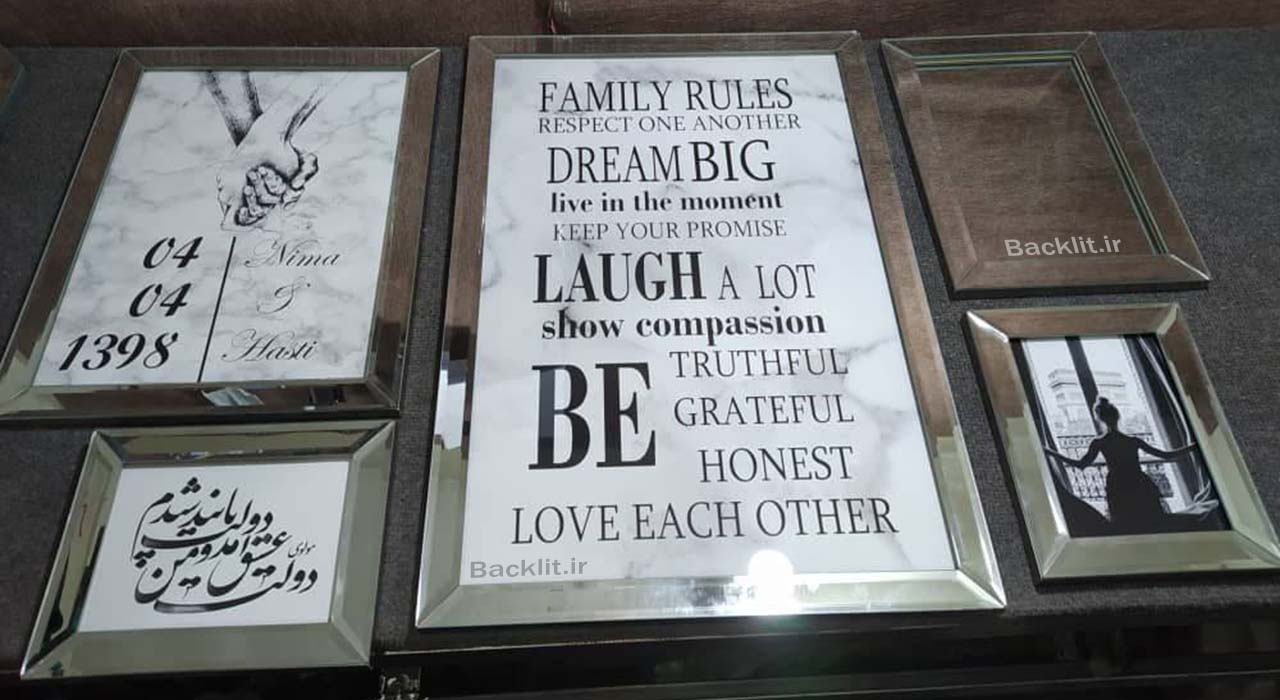 04
04
1398
Nima
&
Hasti
FAMILY RULES
RESPECT ONE ANOTHER
DREAM BIG
live in the moment
KEEP YOUR PROMISE
LAUGH A LOT
show compassion
BE
TRUTHFUL
GRATEFUL
HONEST
LOVE EACH OTHER
Backlit.ir
Backlit.ir
دولت عشق آمد و من
دولت پاینده شدم
مولوی